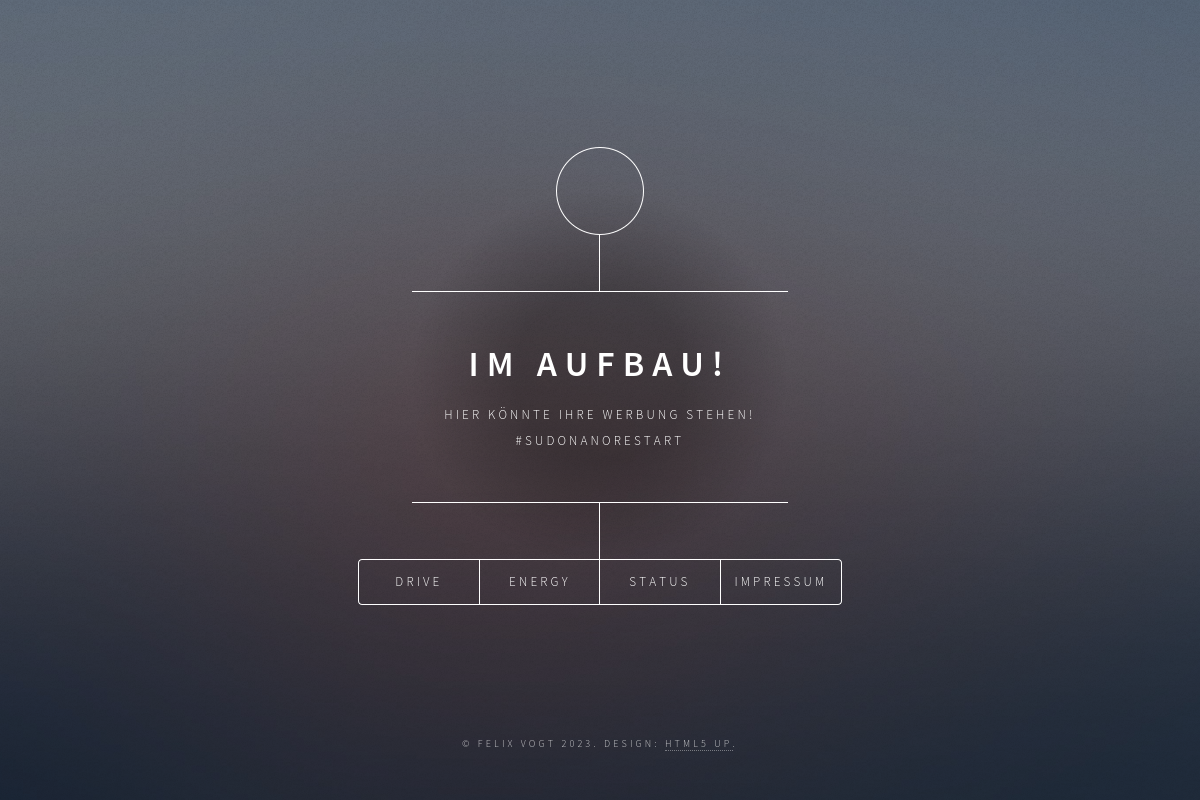 IM AUFBAU!
HIER KÖNNTE IHRE WERBUNG STEHEN!
#SUDONANORESTART
DRIVE ENERGY STATUS IMPRESSUM
© FELIX VOGT 2023. DESIGN: HTML5 UP.